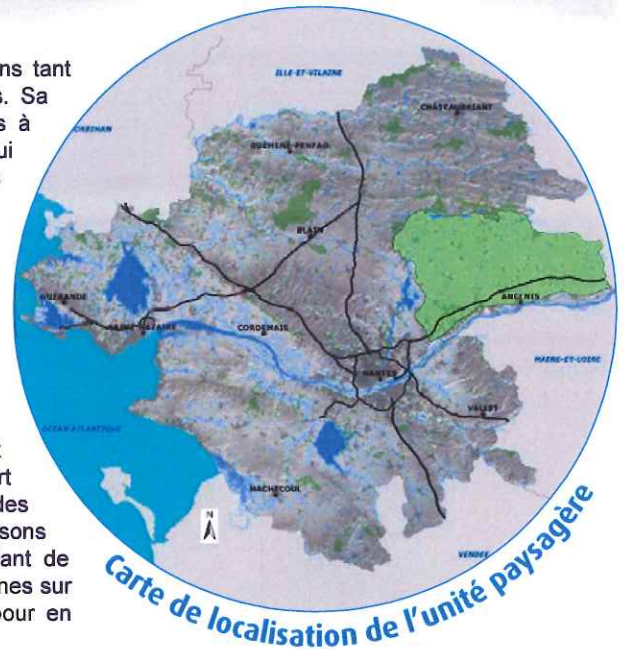 ns tant
s. Sa
s à
ui
t
rt
des
sons
ant de
nes sur
pour en
ILLE-ET-VILAINE
CHÂTEAUBRIANT
GUÉMENÉ-PENFAO
BLAIN
GUÉRANDE
SAINT-NAZAIRE
CORDEMAIS
ANCENIS
NANTES
MAINE-ET-LOIRE
VALLET
OCÉAN ATLANTIQUE
MACHECOUL
N
VENDÉE
Carte de localisation de l'unité paysagère